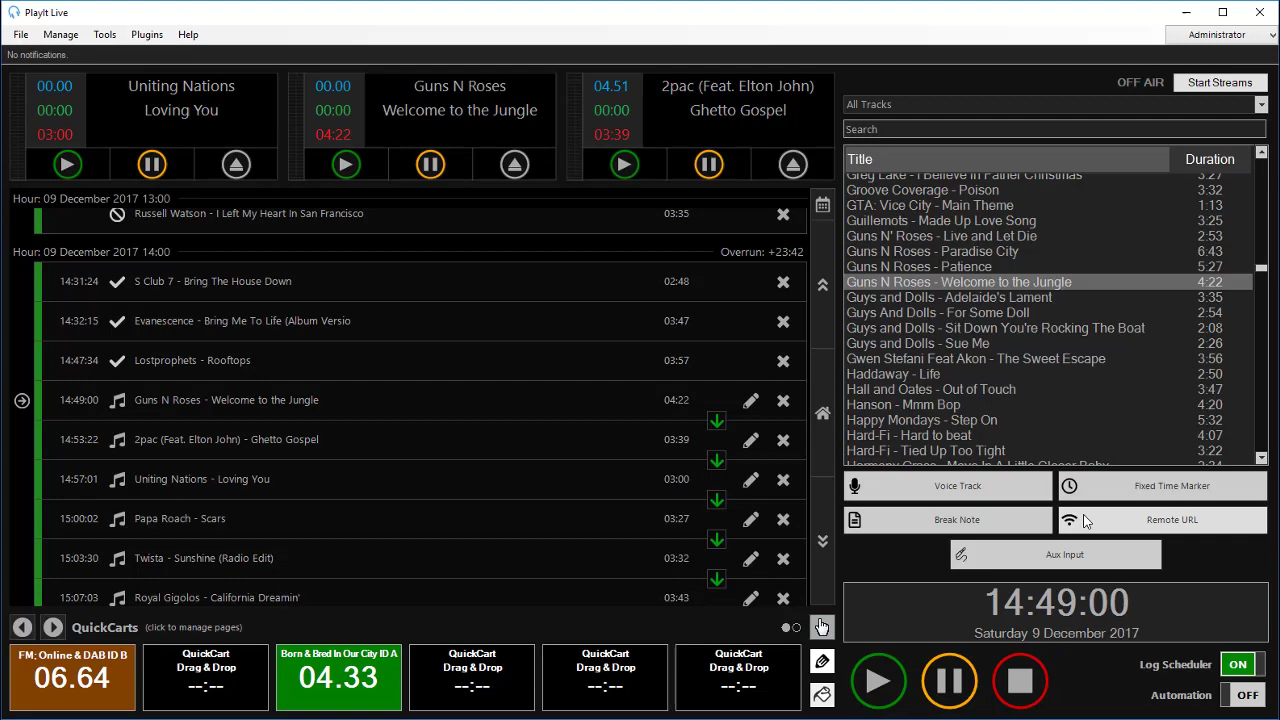 PlayIt Live
File Manage Tools Plugins Help
Administrator
No notifications.
00.00 Uniting Nations
00:00 Loving You
03:00
00.00 Guns N Roses
00:00 Welcome to the Jungle
04:22
04.51 2pac (Feat. Elton John)
00:00 Ghetto Gospel
03:39
OFF AIR Start Streams
All Tracks
Search
Title Duration
Greg Lake - I Believe In Father Christmas 3:27
Groove Coverage - Poison 3:32
GTA: Vice City - Main Theme 1:13
Guillemots - Made Up Love Song 3:25
Guns N' Roses - Live and Let Die 2:53
Guns N Roses - Paradise City 6:43
Guns N Roses - Patience 5:27
Guns N Roses - Welcome to the Jungle 4:22
Guys and Dolls - Adelaide's Lament 3:35
Guys And Dolls - For Some Doll 2:54
Guys and Dolls - Sit Down You're Rocking The Boat 2:08
Guys and Dolls - Sue Me 2:26
Gwen Stefani Feat Akon - The Sweet Escape 3:56
Haddaway - Life 2:50
Hall and Oates - Out of Touch 3:47
Hanson - Mmm Bop 4:20
Happy Mondays - Step On 5:32
Hard-Fi - Hard to beat 4:07
Hard-Fi - Tied Up Too Tight 3:22
Harmony Grass - Move In A Little Closer Baby 2:34
Hour: 09 December 2017 13:00
Russell Watson - I Left My Heart In San Francisco 03:35
Hour: 09 December 2017 14:00 Overrun: +23:42
14:31:24 S Club 7 - Bring The House Down 02:48
14:32:15 Evanescence - Bring Me To Life (Album Versio 03:47
14:47:34 Lostprophets - Rooftops 03:57
14:49:00 Guns N Roses - Welcome to the Jungle 04:22
14:53:22 2pac (Feat. Elton John) - Ghetto Gospel 03:39
14:57:01 Uniting Nations - Loving You 03:00
15:00:02 Papa Roach - Scars 03:27
15:03:30 Twista - Sunshine (Radio Edit) 03:32
15:07:03 Royal Gigolos - California Dreamin' 03:43
Voice Track Fixed Time Marker
Break Note Remote URL
Aux Input
14:49:00
Saturday 9 December 2017
QuickCarts (click to manage pages)
FM; Online & DAB ID B
06.64
QuickCart
Drag & Drop
--:--
Born & Bred In Our City ID A
04.33
QuickCart
Drag & Drop
--:--
QuickCart
Drag & Drop
--:--
QuickCart
Drag & Drop
--:--
Log Scheduler ON
Automation OFF